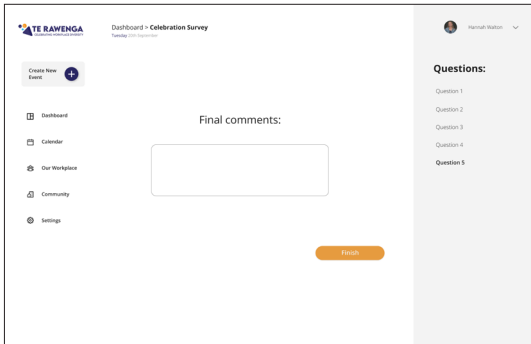 TE RAWENGA
CELEBRATING WORKPLACE DIVERSITY
Dashboard > Celebration Survey
Tuesday 20th September
Hannah Walton
Create New
Event
Dashboard
Calendar
Our Workplace
Community
Settings
Final comments:
Finish
Questions:
Question 1
Question 2
Question 3
Question 4
Question 5